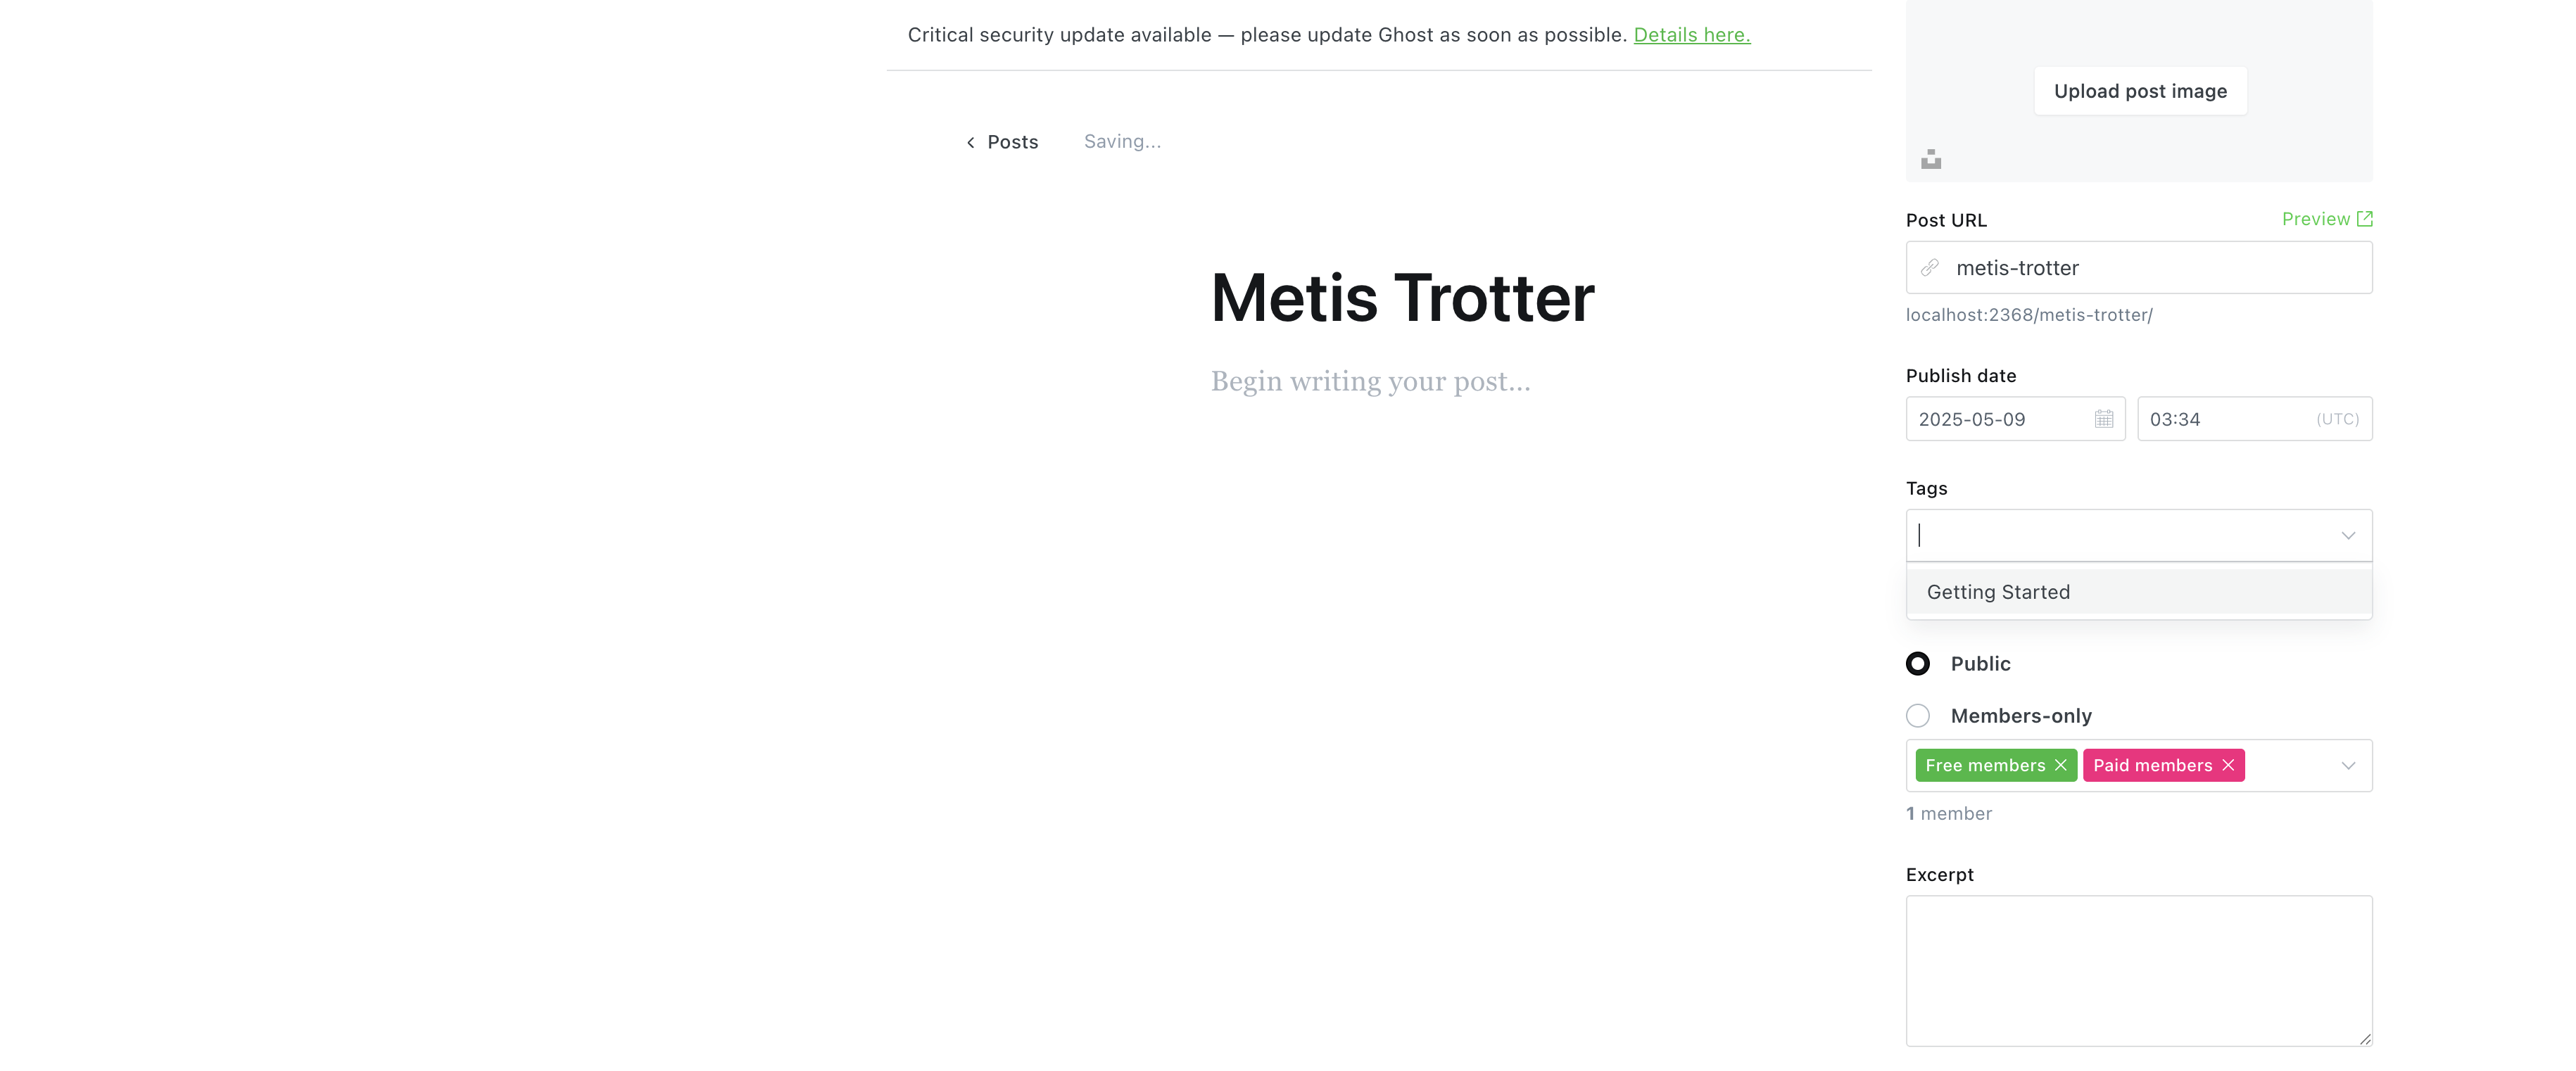 Critical security update available — please update Ghost as soon as possible. Details here.
Posts
Saving...
Metis Trotter
Begin writing your post...
Upload post image
Post URL
Preview
metis-trotter
localhost:2368/metis-trotter/
Publish date
2025-05-09
03:34
(UTC)
Tags
Getting Started
Public
Members-only
Free members
Paid members
1 member
Excerpt